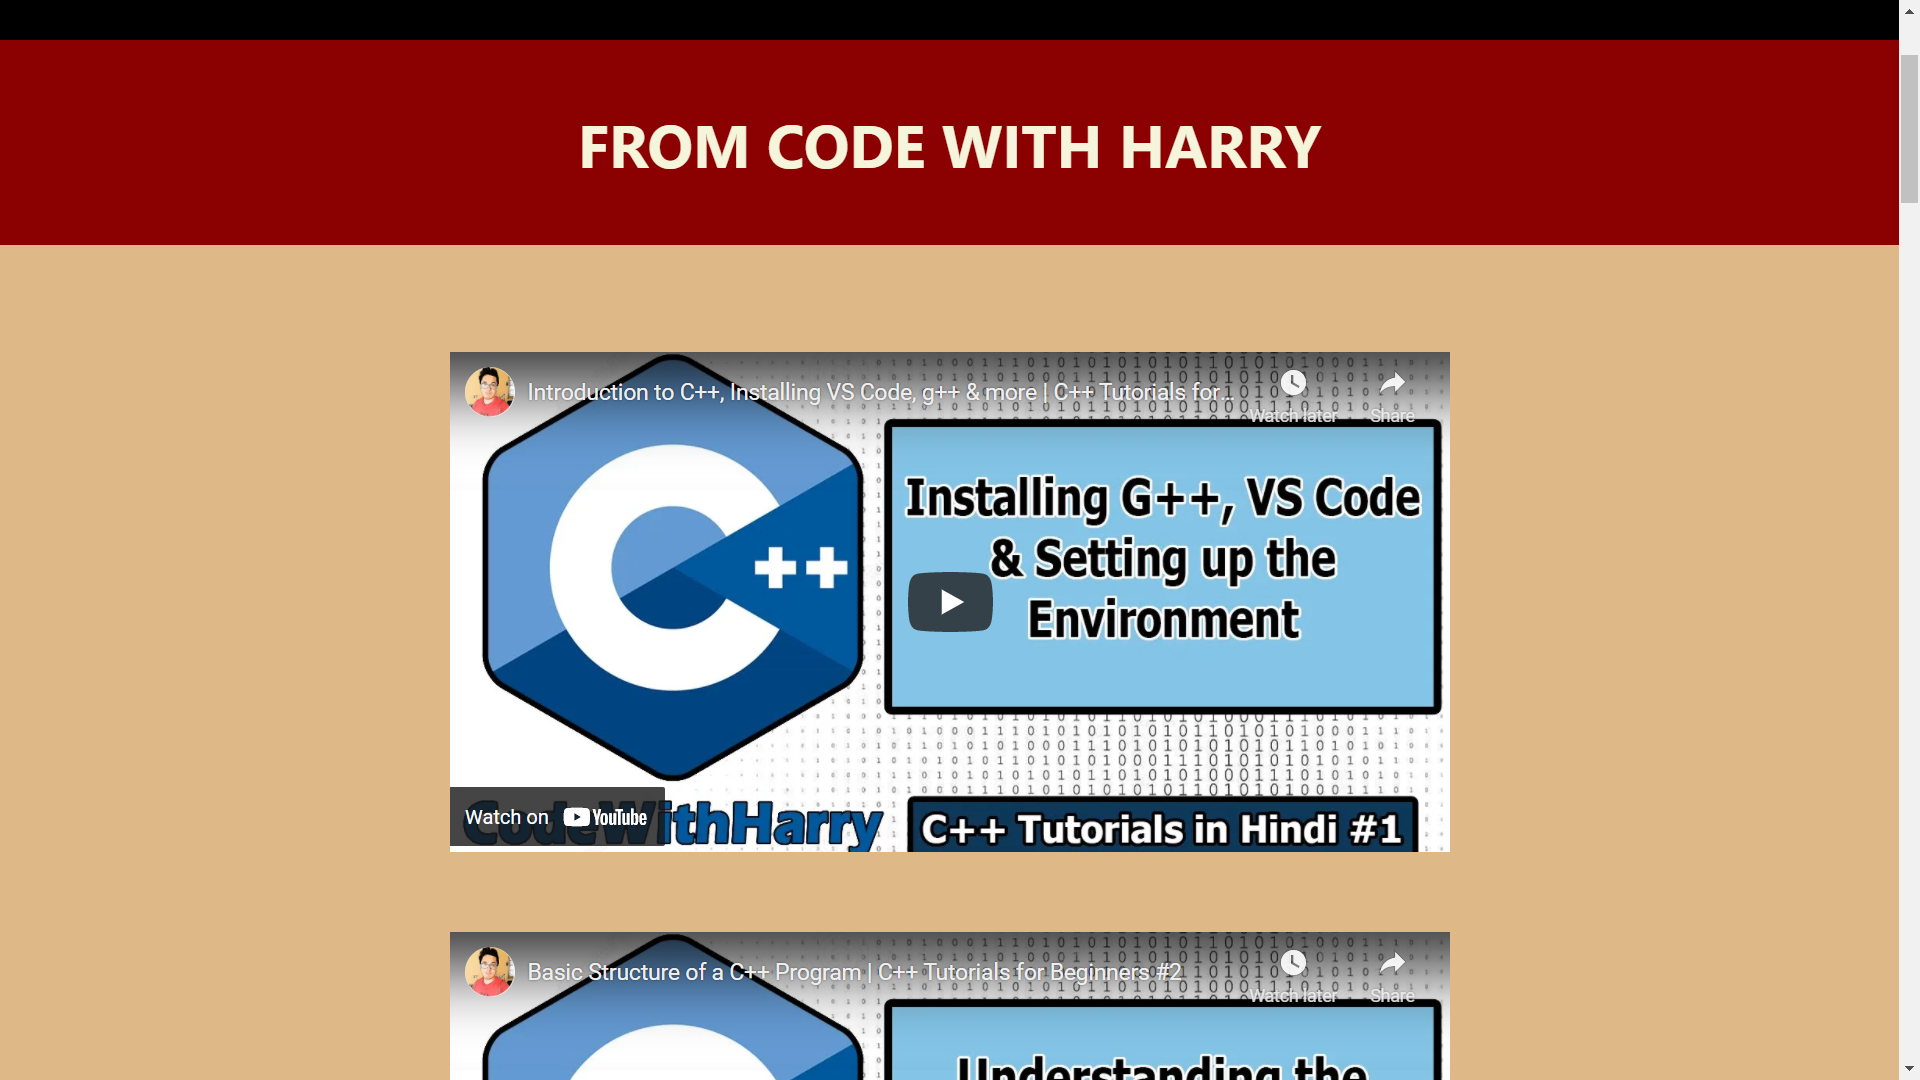 FROM CODE WITH HARRY
Introduction to C++, Installing VS Code, g++ & more | C++ Tutorials for...
Watch later
Share
C++
Installing G++, VS Code
& Setting up the
Environment
Watch on YouTube
CodeWithHarry
C++ Tutorials in Hindi #1
Basic Structure of a C++ Program | C++ Tutorials for Beginners #2
Watch later
Share
Understanding the